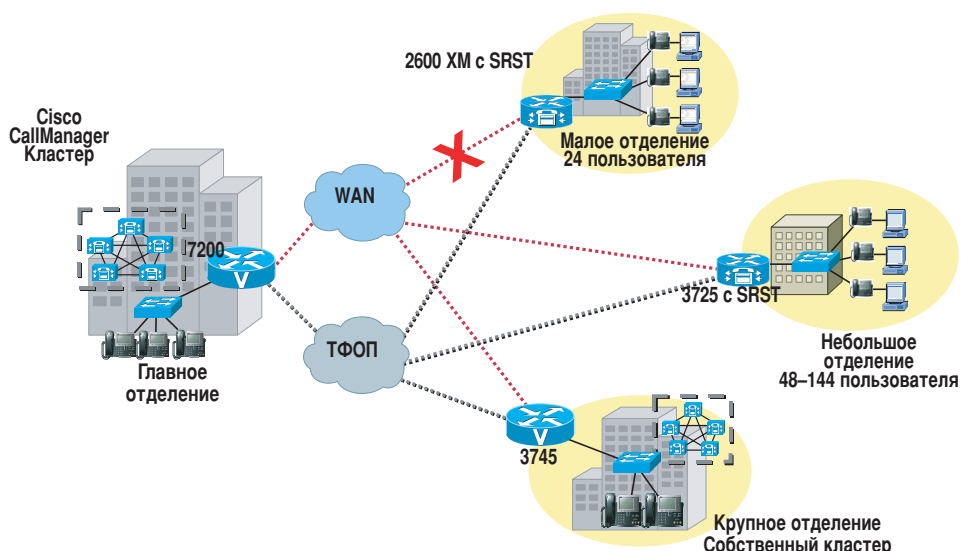 2600 XM с SRST
Cisco
CallManager
Кластер
Малое отделение
24 пользователя
WAN
7200
V
3725 с SRST
ТФОП
Небольшое
отделение
48–144 пользователя
Главное
отделение
V
3745
Крупное отделение
Собственный кластер